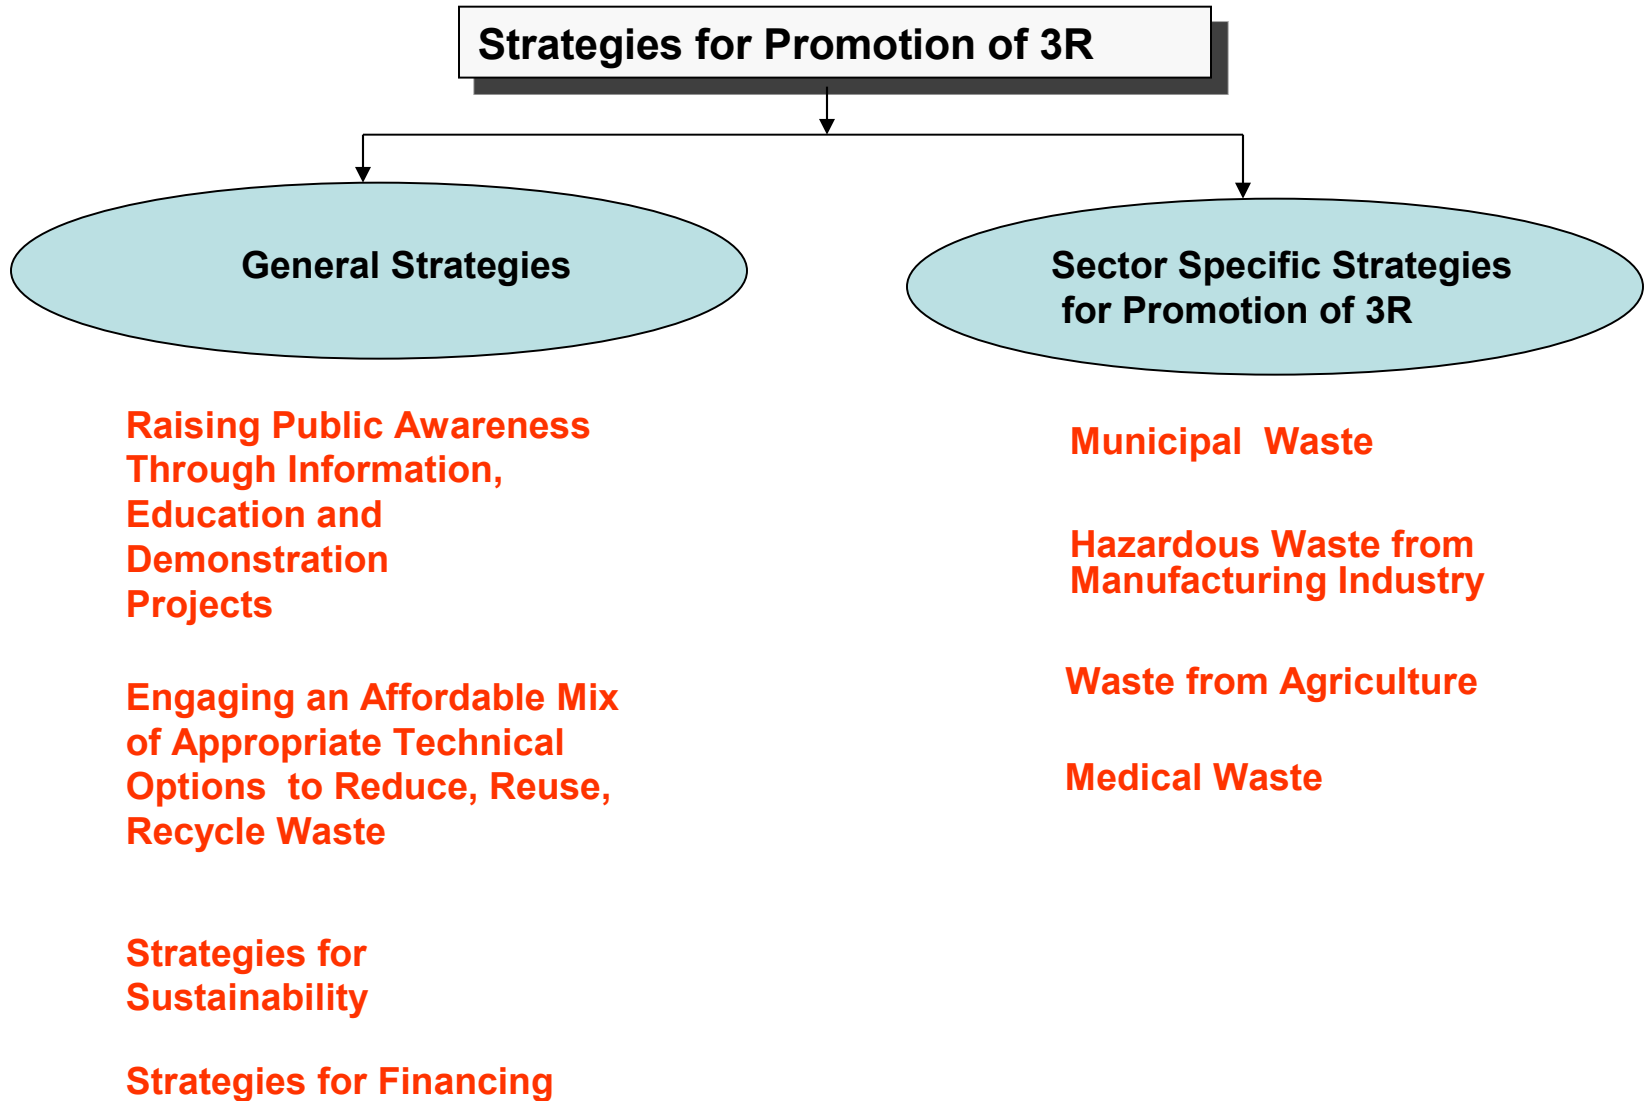 Strategies for Promotion of 3R
General Strategies
Raising Public Awareness
Through Information,
Education and
Demonstration
Projects
Engaging an Affordable Mix
of Appropriate Technical
Options  to Reduce, Reuse,
Recycle Waste
Strategies for
Sustainability
Strategies for Financing
Sector Specific Strategies
for Promotion of 3R
Municipal  Waste
Hazardous Waste from
Manufacturing Industry
Waste from Agriculture
Medical Waste